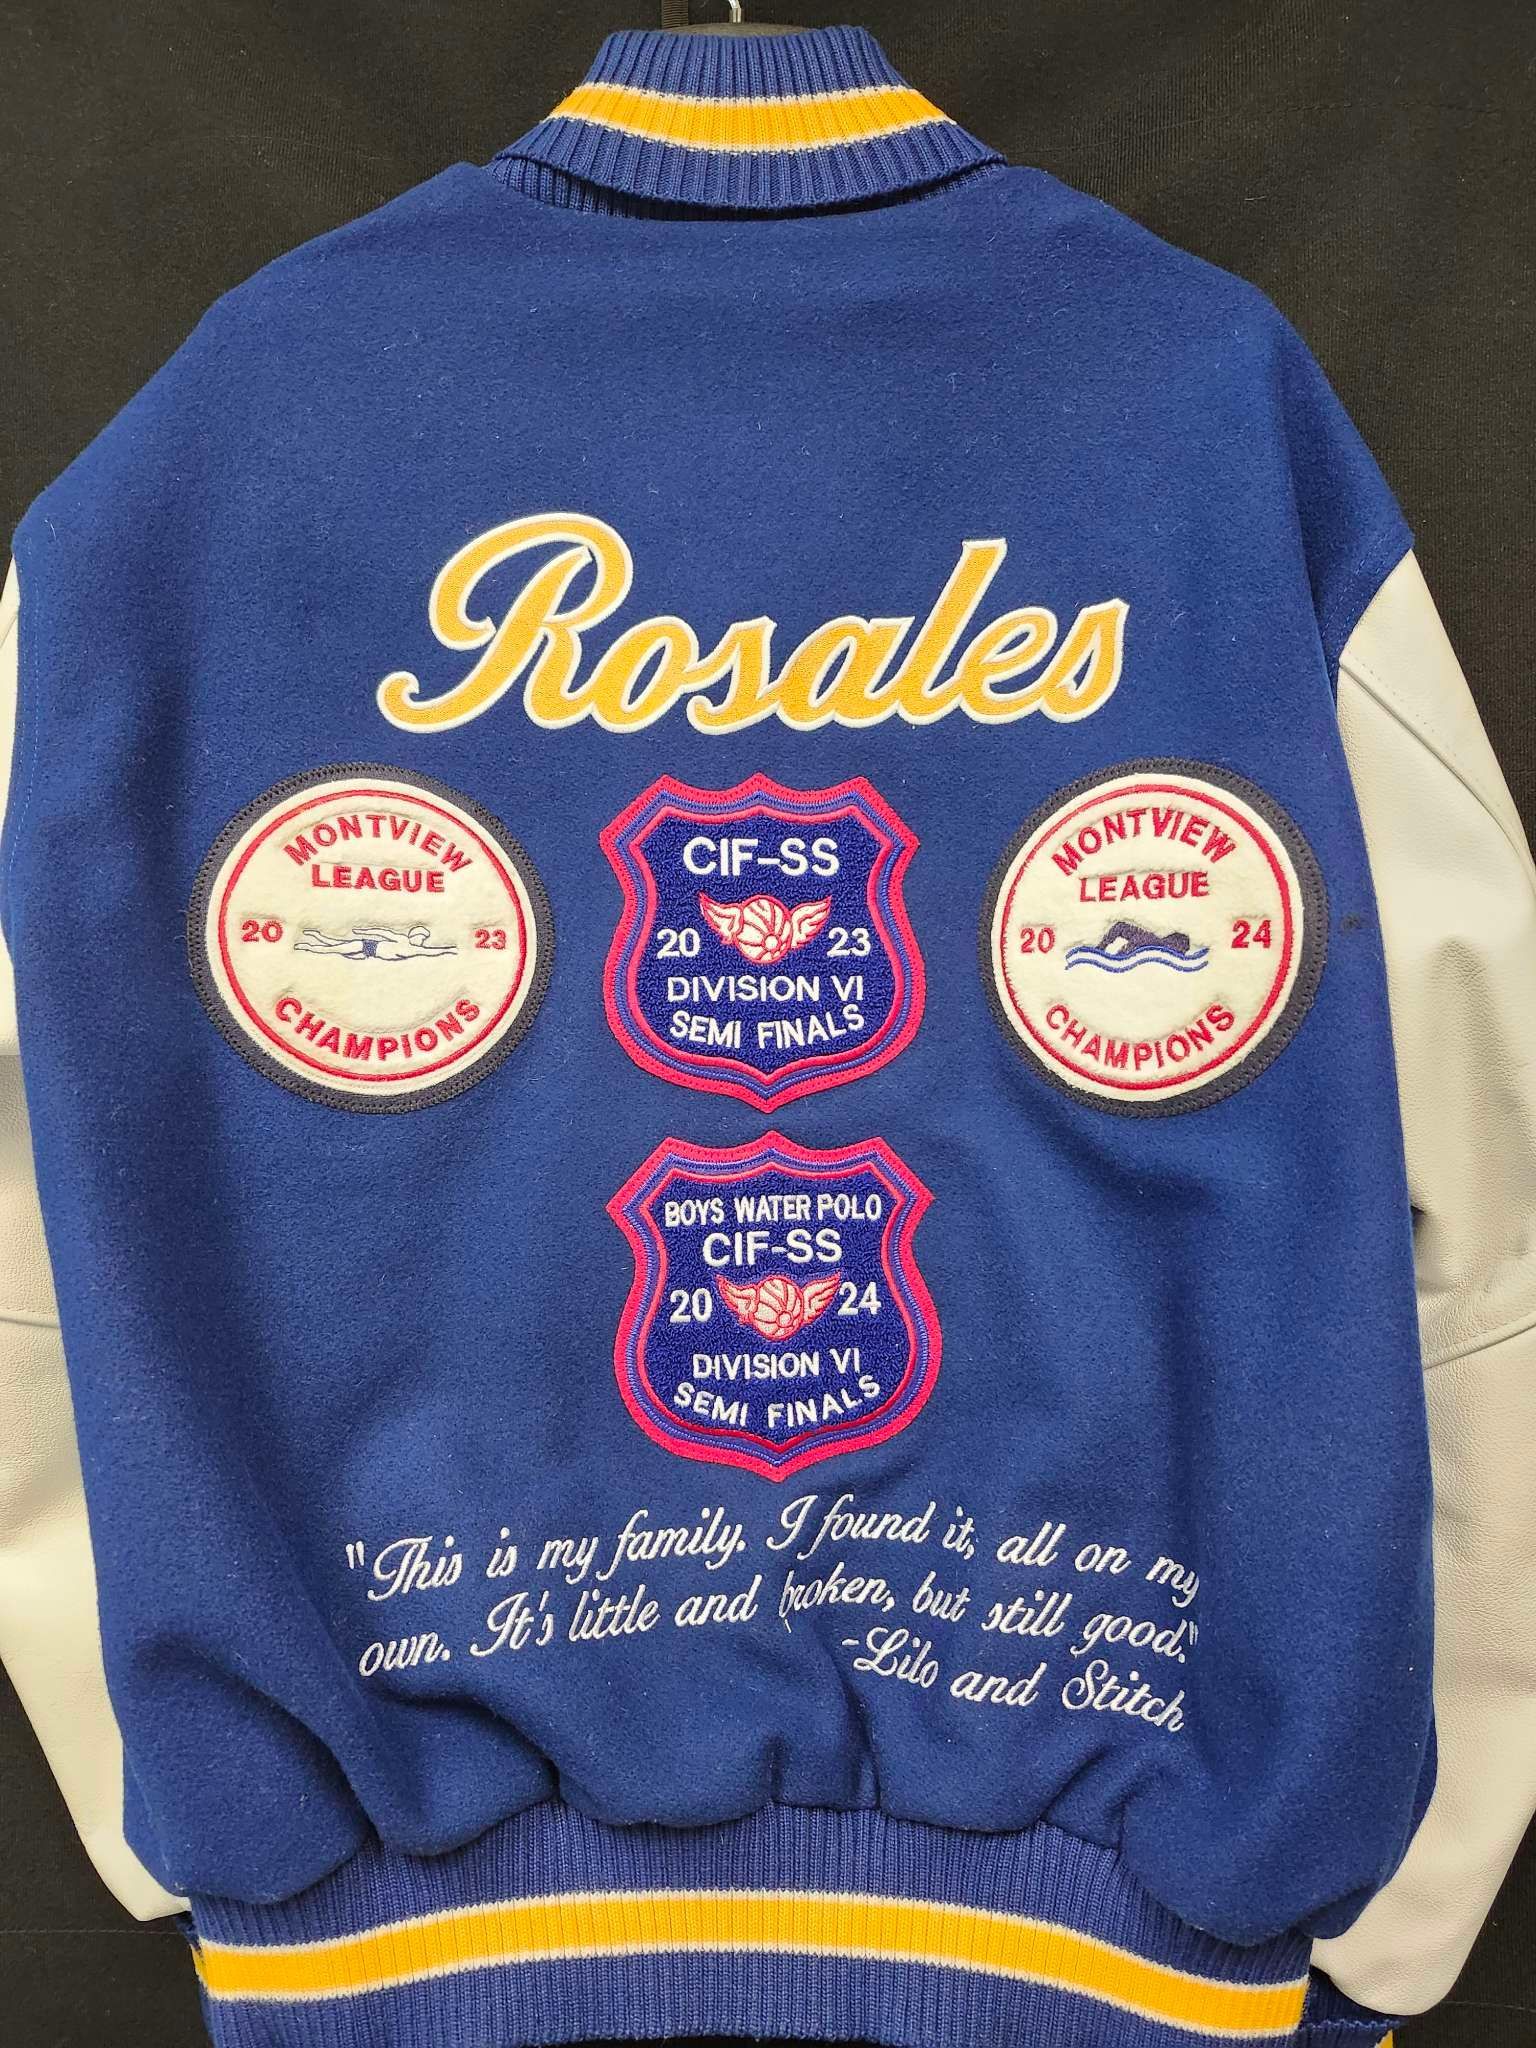 Rosales
MONTVIEW
LEAGUE
20 23
CHAMPIONS
CIF-SS
20 23
DIVISION VI
SEMI FINALS
MONTVIEW
LEAGUE
20 24
CHAMPIONS
BOYS WATER POLO
CIF-SS
20 24
DIVISION VI
SEMI FINALS
"This is my family. I found it, all on my
own. It's little and broken, but still good."
-Lilo and Stitch